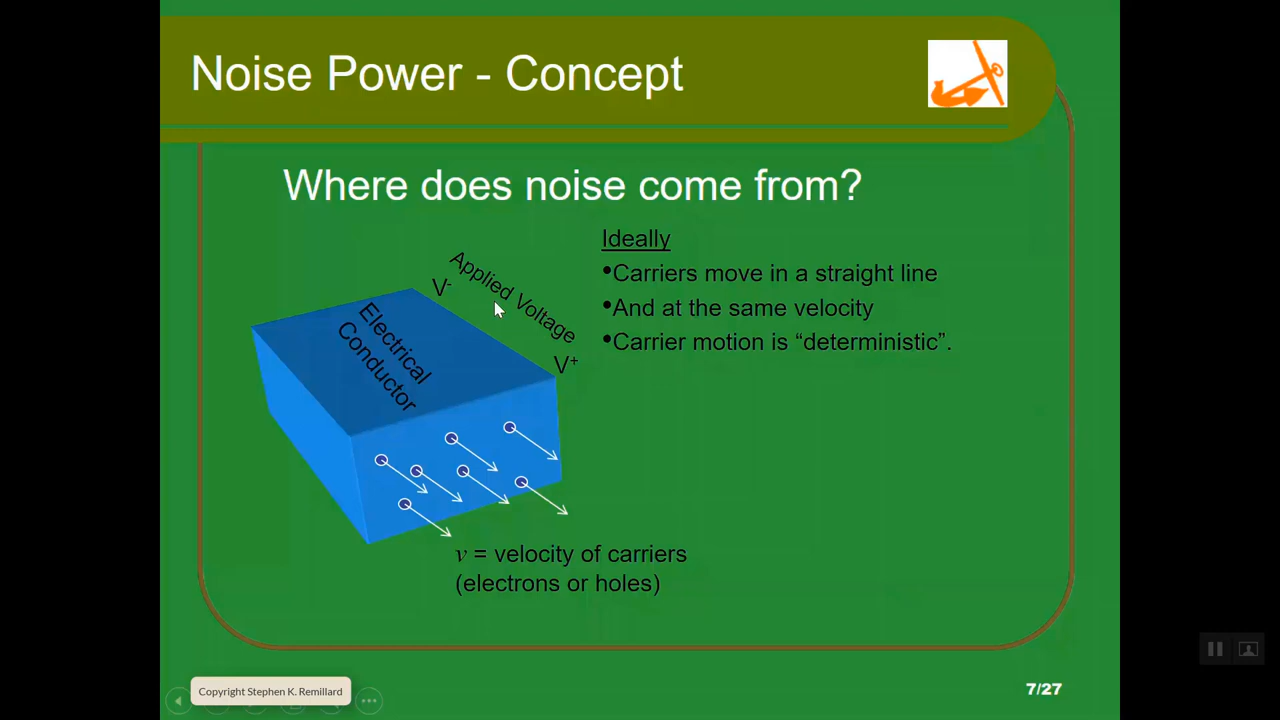 Noise Power - Concept
Where does noise come from?
Ideally
•Carriers move in a straight line
•And at the same velocity
•Carrier motion is “deterministic”.
Applied Voltage
V-
V+
Electrical
Conductor
v = velocity of carriers
(electrons or holes)
Copyright Stephen K. Remillard
7/27